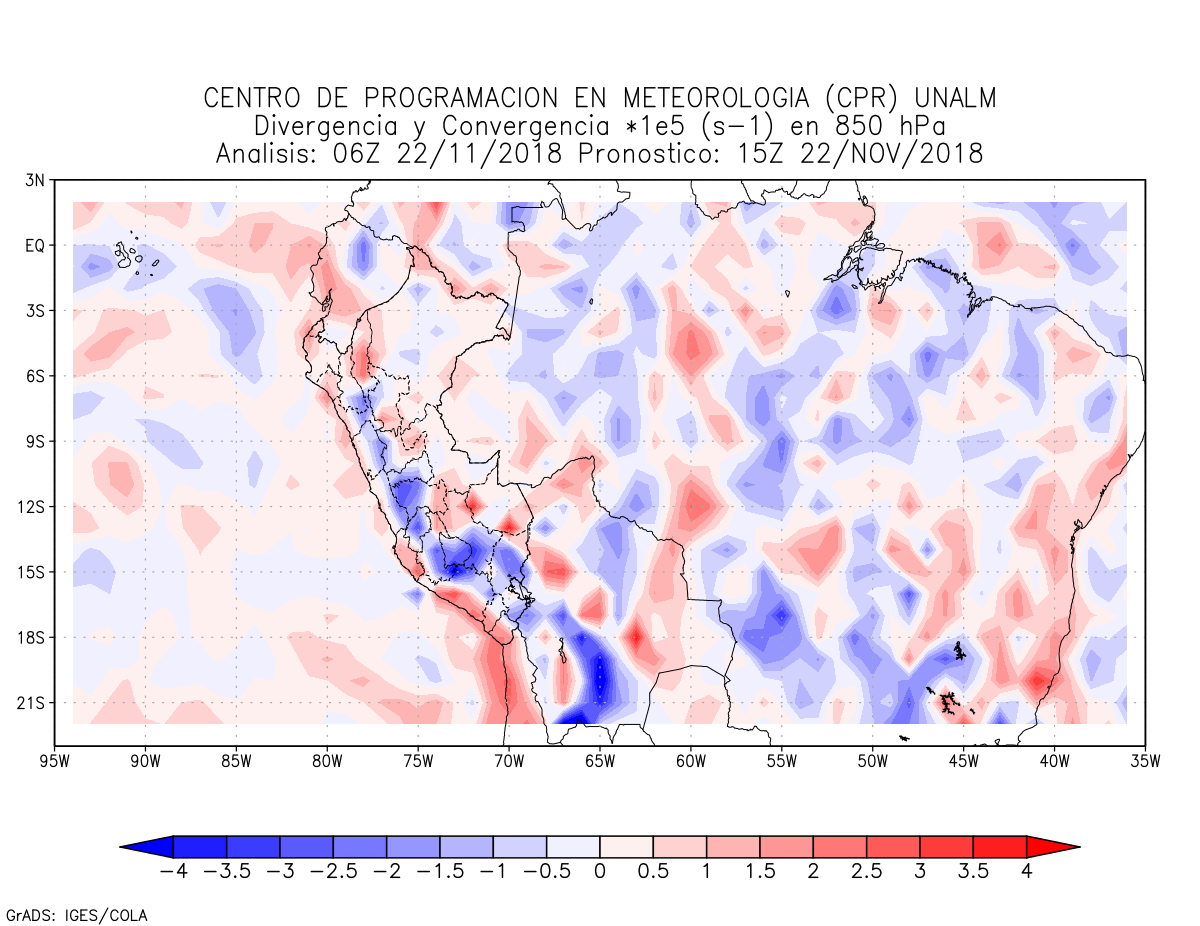 CENTRO DE PROGRAMACION EN METEOROLOGIA (CPR) UNALM
Divergencia y Convergencia *1e5 (s-1) en 850 hPa
Analisis: 06Z 22/11/2018 Pronostico: 15Z 22/NOV/2018
3N
EQ
3S
6S
9S
12S
15S
18S
21S
95W 90W 85W 80W 75W 70W 65W 60W 55W 50W 45W 40W 35W
-4 -3.5 -3 -2.5 -2 -1.5 -1 -0.5 0 0.5 1 1.5 2 2.5 3 3.5 4
GrADS: IGES/COLA